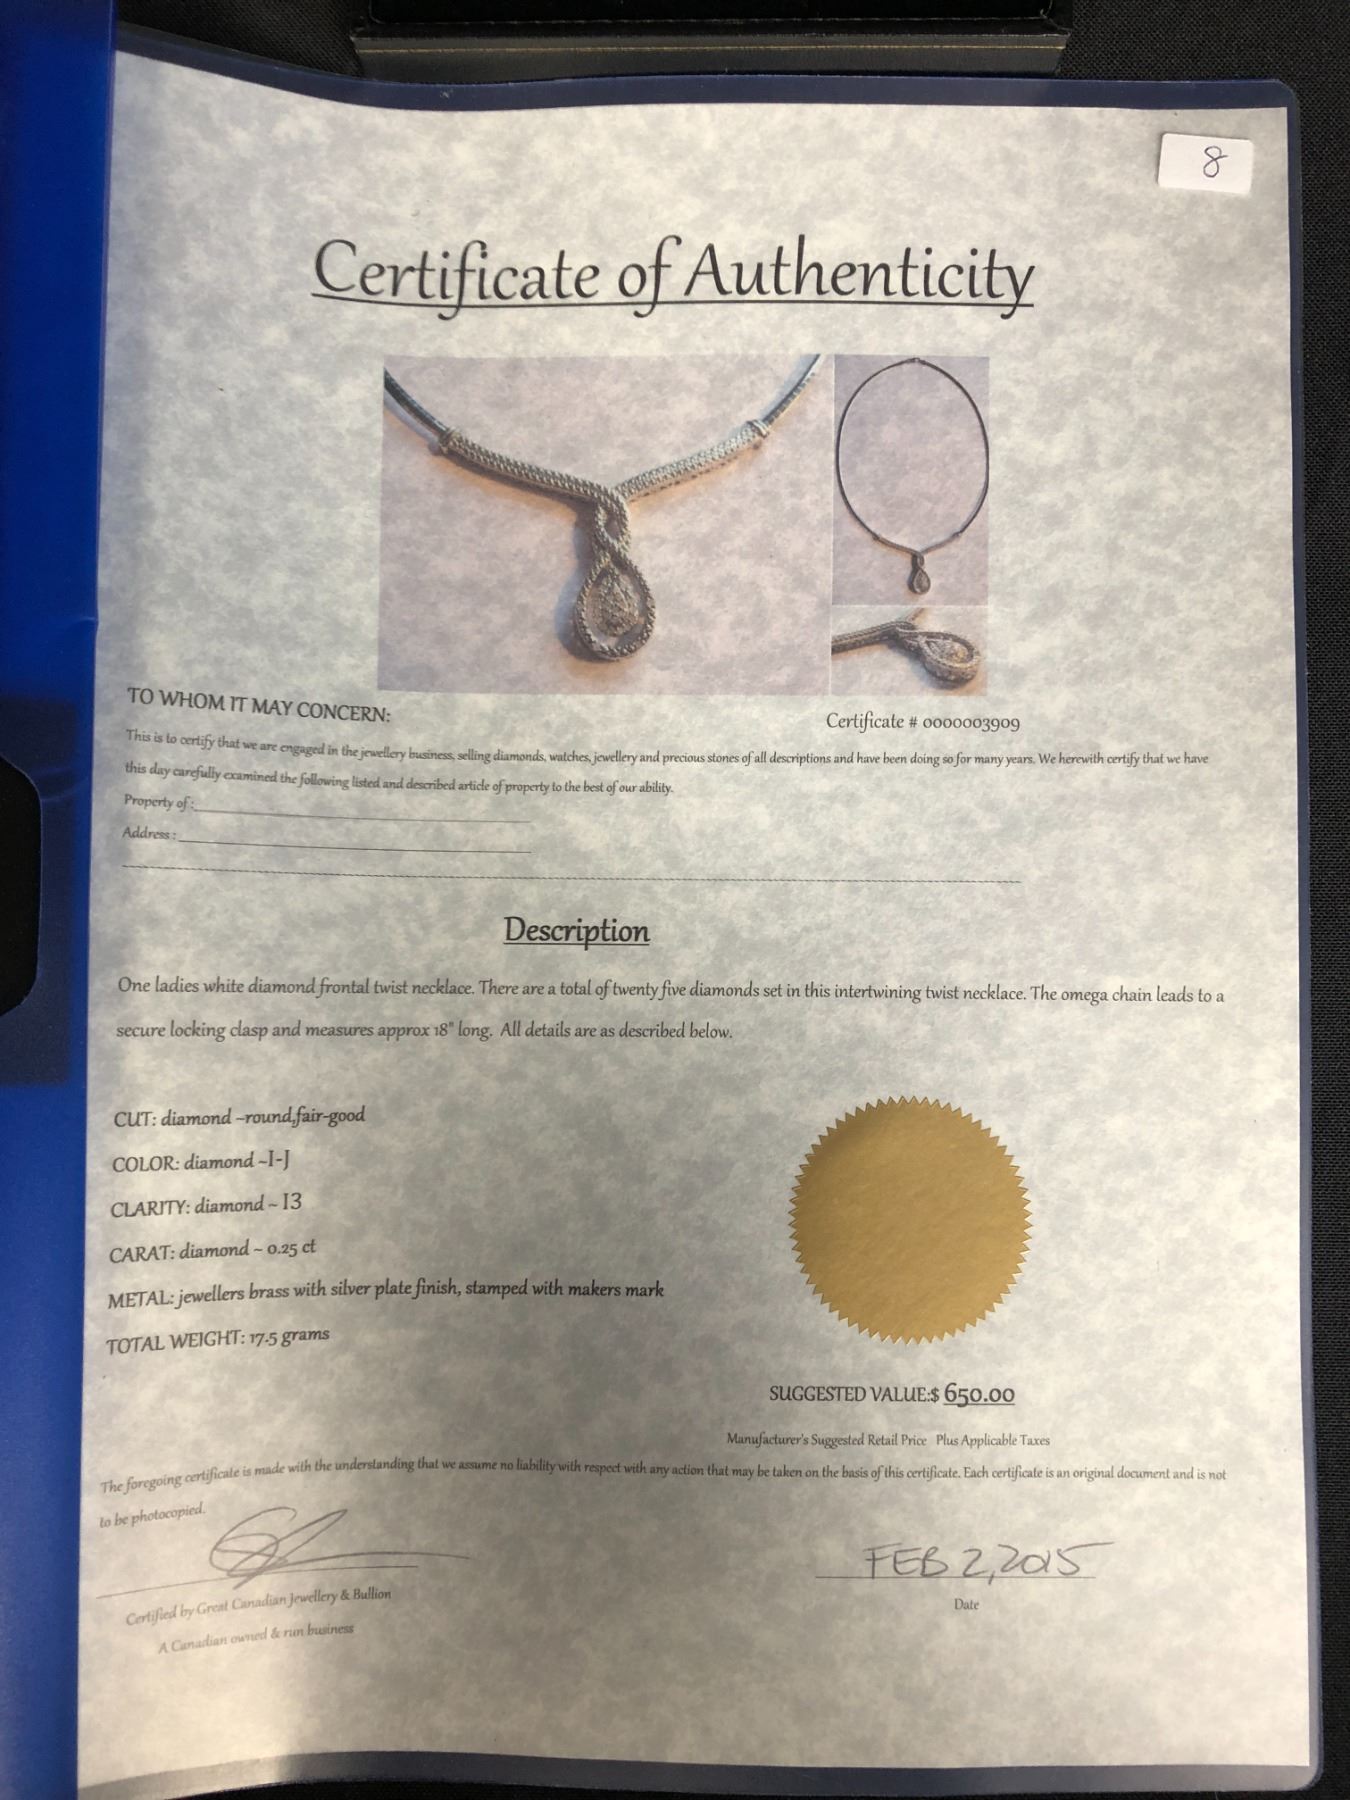 8
Certificate of Authenticity
TO WHOM IT MAY CONCERN:
Certificate # 0000003909
This is to certify that we are engaged in the jewellery business, selling diamonds, watches, jewellery and precious stones of all descriptions and have been doing so for many years. We herewith certify that we have
this day carefully examined the following listed and described article of property to the best of our ability.
Property of:
Address:
Description
One ladies white diamond frontal twist necklace. There are a total of twenty five diamonds set in this intertwining twist necklace. The omega chain leads to a
secure locking clasp and measures approx 18" long. All details are as described below.
CUT: diamond ~round,fair-good
COLOR: diamond ~I-J
CLARITY: diamond ~ I3
CARAT: diamond ~ 0.25 ct
METAL: jewellers brass with silver plate finish, stamped with makers mark
TOTAL WEIGHT: 17.5 grams
SUGGESTED VALUE:$ 650.00
Manufacturer's Suggested Retail Price Plus Applicable Taxes
The foregoing certificate is made with the understanding that we assume no liability with respect with any action that may be taken on the basis of this certificate. Each certificate is an original document and is not
to be photocopied.
FEB 2,2015
Certified by Great Canadian Jewellery & Bullion
Date
A Canadian owned & run business